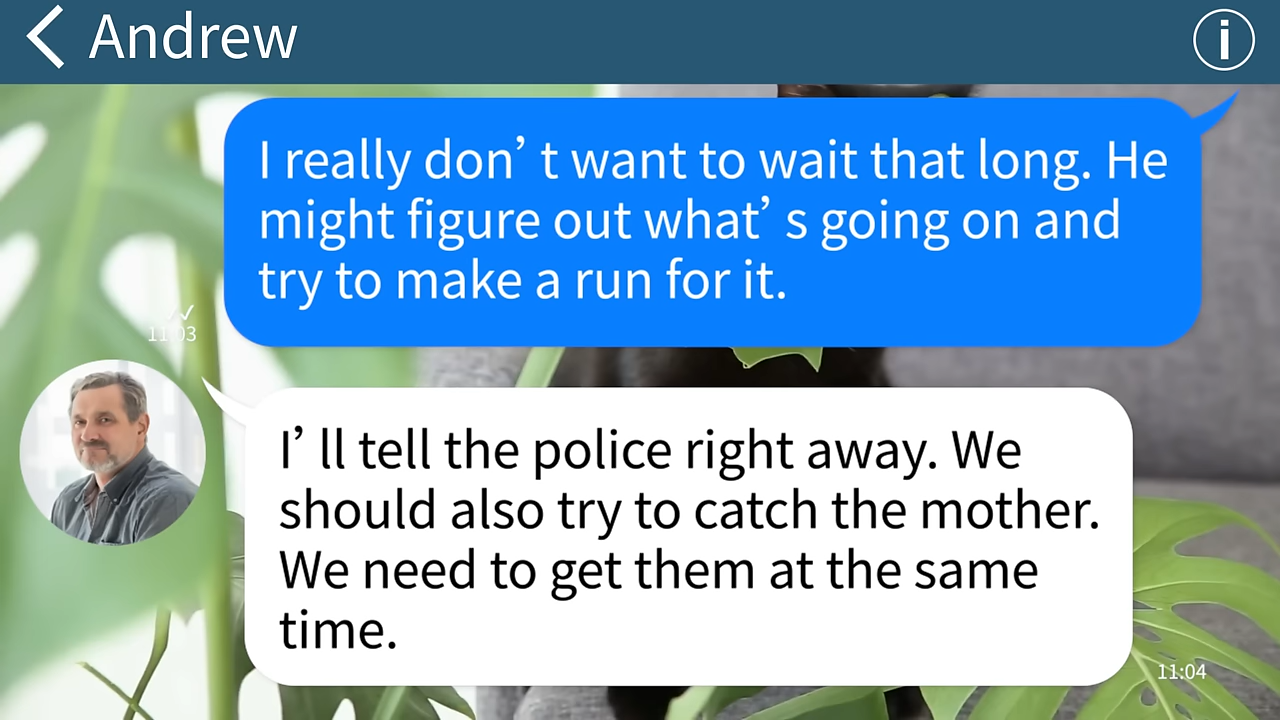 Andrew
I really don’t want to wait that long. He
might figure out what’s going on and
try to make a run for it.
11:03
I’ll tell the police right away. We
should also try to catch the mother.
We need to get them at the same
time.
11:04